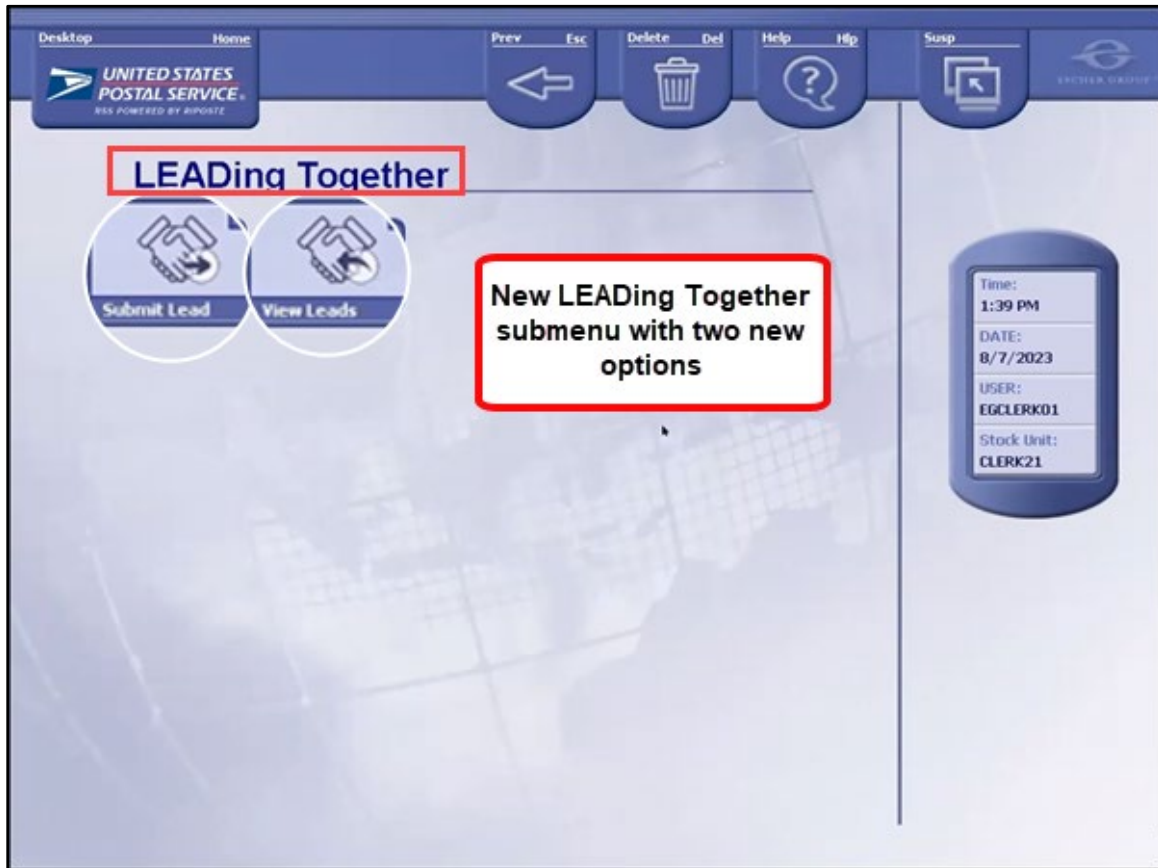 Desktop Home
UNITED STATES
POSTAL SERVICE®
RSS POWERED BY RIPOSTE
Prev Esc
Delete Del
Help Hlp
Susp
ESCHER GROUP
LEADing Together
Submit Lead
View Leads
New LEADing Together
submenu with two new
options
Time:
1:39 PM
DATE:
8/7/2023
USER:
EGCLERK01
Stock Unit:
CLERK21